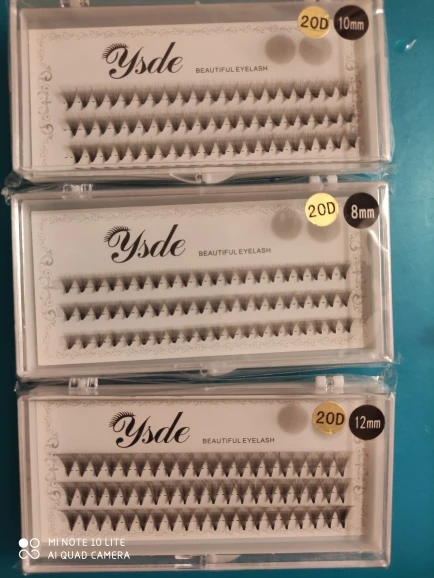 ysde
BEAUTIFUL EYELASH
20D
10mm
ysde
BEAUTIFUL EYELASH
20D
8mm
ysde
BEAUTIFUL EYELASH
20D
12mm
MI NOTE 10 LITE
AI QUAD CAMERA